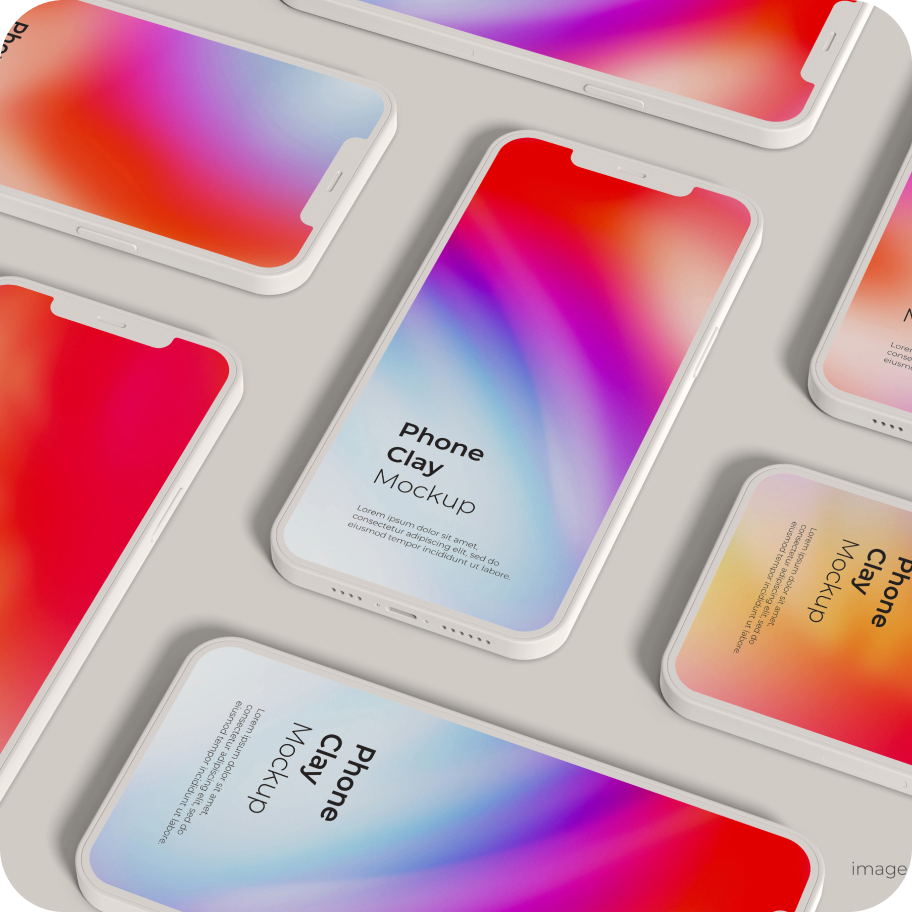 Phone
Clay
Mockup
Lorem ipsum dolor sit amet,
consectetur adipiscing elit, sed do
eiusmod tempor incididunt ut labore.
Phone
Clay
Mockup
Lorem ipsum dolor sit amet,
consectetur adipiscing elit, sed do
eiusmod tempor incididunt ut labore.
Phone
Clay
Mockup
Lorem ipsum dolor sit amet,
consectetur adipiscing elit, sed do
eiusmod tempor incididunt ut labore.
image